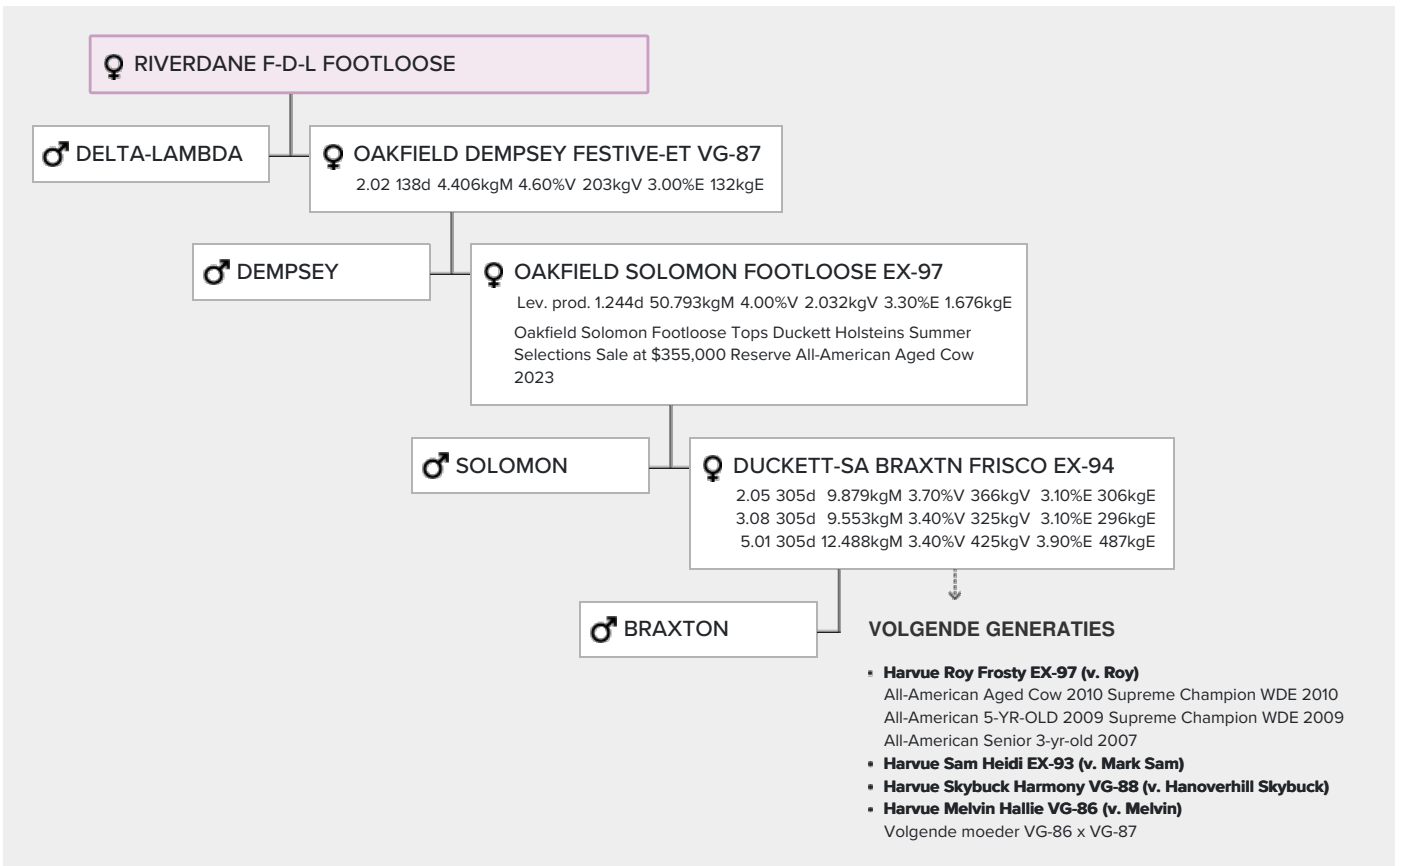 RIVERDANE F-D-L FOOTLOOSE
DELTA-LAMBDA
OAKFIELD DEMPSEY FESTIVE-ET VG-87
2.02 138d 4.406kgM 4.60%V 203kgV 3.00%E 132kgE
DEMPSEY
OAKFIELD SOLOMON FOOTLOOSE EX-97
Lev. prod. 1.244d 50.793kgM 4.00%V 2.032kgV 3.30%E 1.676kgE
Oakfield Solomon Footloose Tops Duckett Holsteins Summer
Selections Sale at $355,000 Reserve All-American Aged Cow
2023
SOLOMON
DUCKETT-SA BRAXTN FRISCO EX-94
2.05 305d 9.879kgM 3.70%V 366kgV 3.10%E 306kgE
3.08 305d 9.553kgM 3.40%V 325kgV 3.10%E 296kgE
5.01 305d 12.488kgM 3.40%V 425kgV 3.90%E 487kgE
BRAXTON
VOLGENDE GENERATIES
• Harvue Roy Frosty EX-97 (v. Roy)
All-American Aged Cow 2010 Supreme Champion WDE 2010
All-American 5-YR-OLD 2009 Supreme Champion WDE 2009
All-American Senior 3-yr-old 2007
• Harvue Sam Heidi EX-93 (v. Mark Sam)
• Harvue Skybuck Harmony VG-88 (v. Hanoverhill Skybuck)
• Harvue Melvin Hallie VG-86 (v. Melvin)
Volgende moeder VG-86 x VG-87